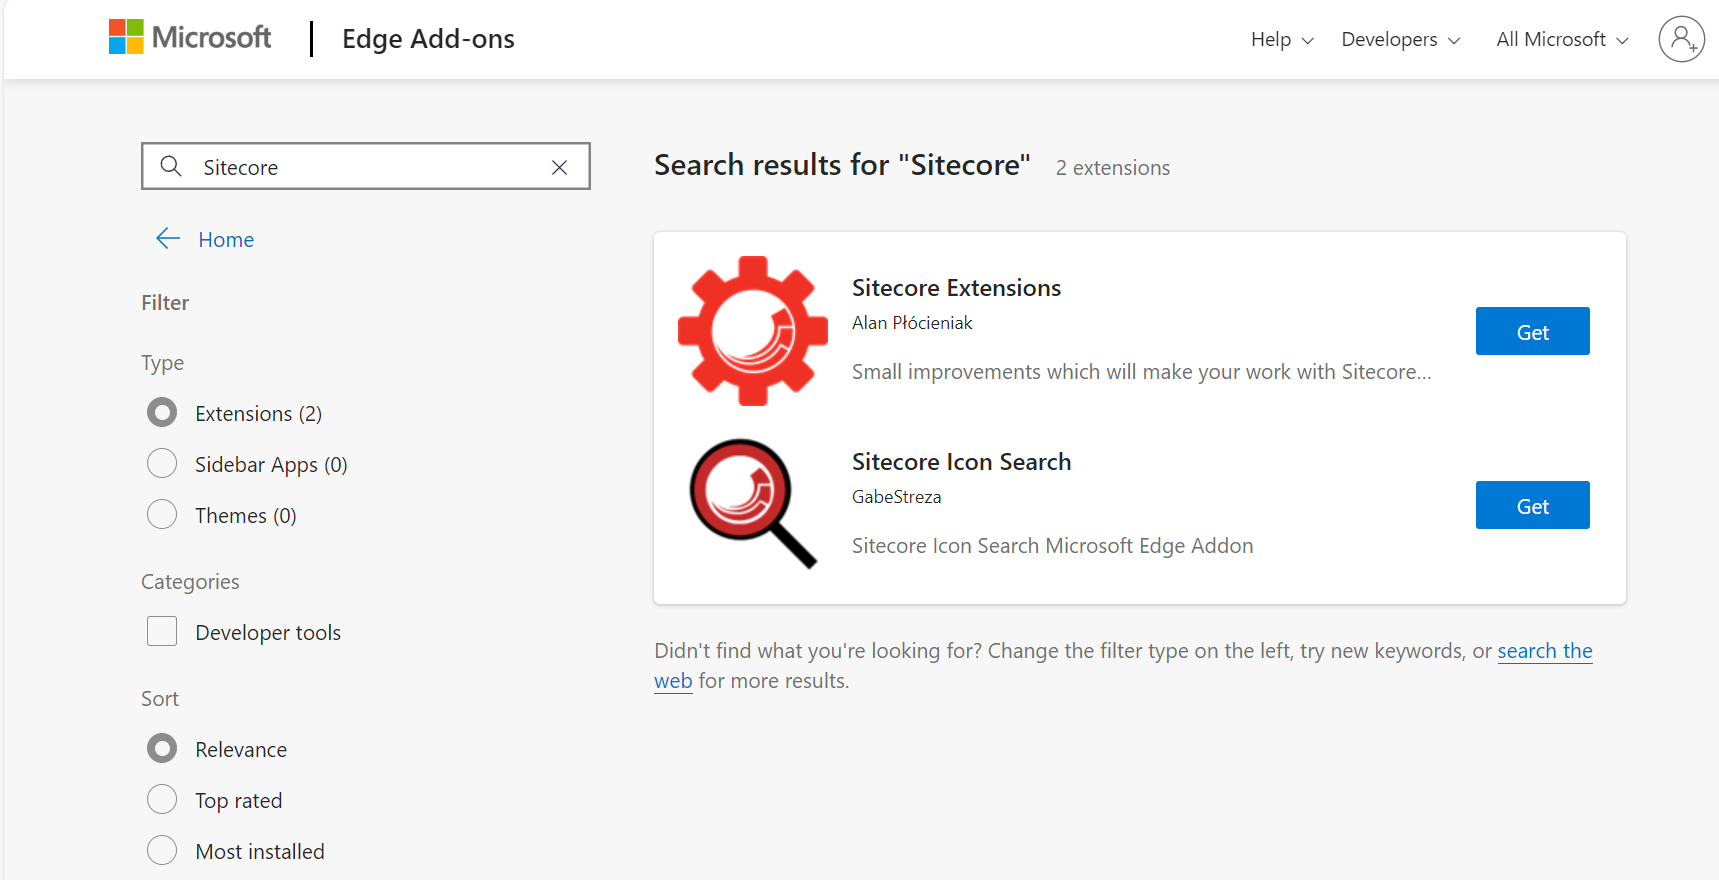 Microsoft
Edge Add-ons
Help
Developers
All Microsoft
Sitecore
Home
Filter
Type
Extensions (2)
Sidebar Apps (0)
Themes (0)
Categories
Developer tools
Sort
Relevance
Top rated
Most installed
Search results for "Sitecore"
2 extensions
Sitecore Extensions
Alan Płócieniak
Small improvements which will make your work with Sitecore...
Get
Sitecore Icon Search
GabeStreza
Sitecore Icon Search Microsoft Edge Addon
Get
Didn't find what you're looking for? Change the filter type on the left, try new keywords, or search the
web for more results.